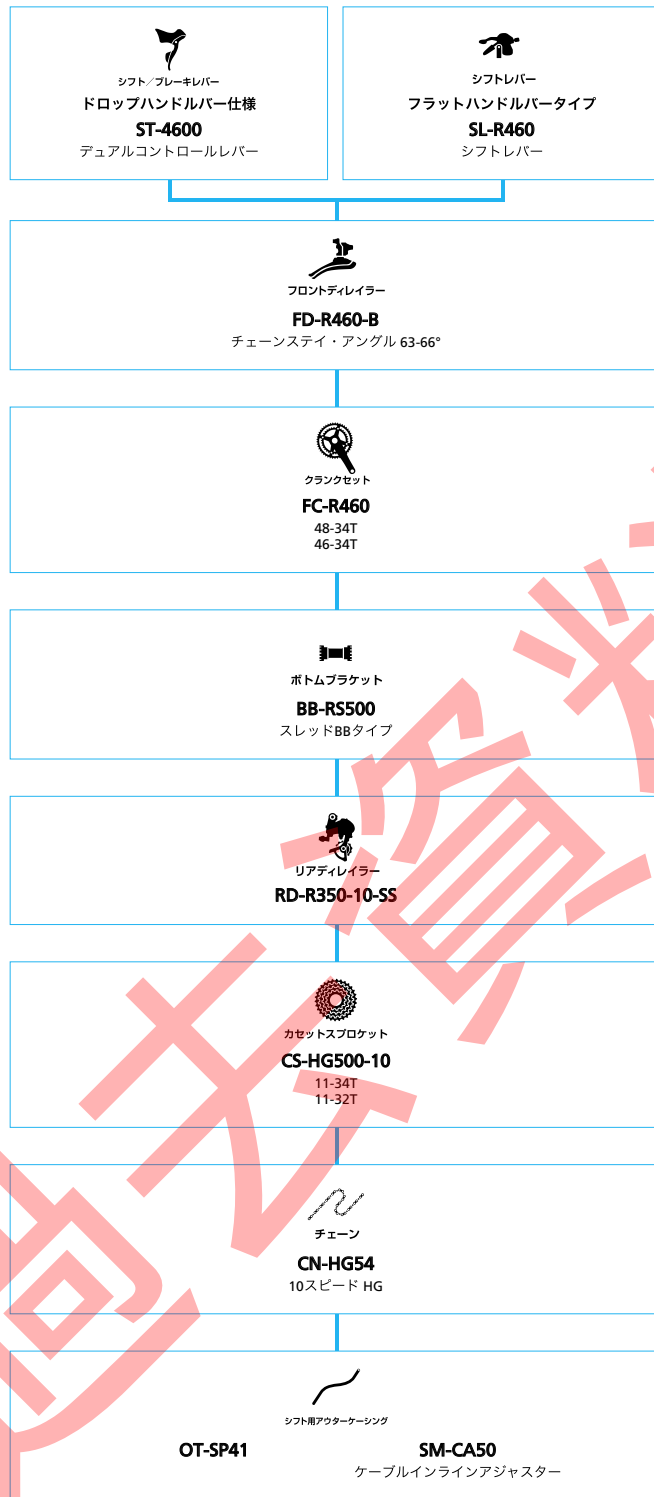 シフト／ブレーキレバー
ドロップハンドルバー仕様
ST-4600
デュアルコントロールレバー
シフトレバー
フラットハンドルバータイプ
SL-R460
シフトレバー
フロントディレイラー
FD-R460-B
チェーンステイ・アングル 63-66°
クランクセット
FC-R460
48-34T
46-34T
ボトムブラケット
BB-RS500
スレッドBBタイプ
リアディレイラー
RD-R350-10-SS
カセットスプロケット
CS-HG500-10
11-34T
11-32T
チェーン
CN-HG54
10スピード HG
シフト用アウターケーシング
OT-SP41
SM-CA50
ケーブルインラインアジャスター
過去資料